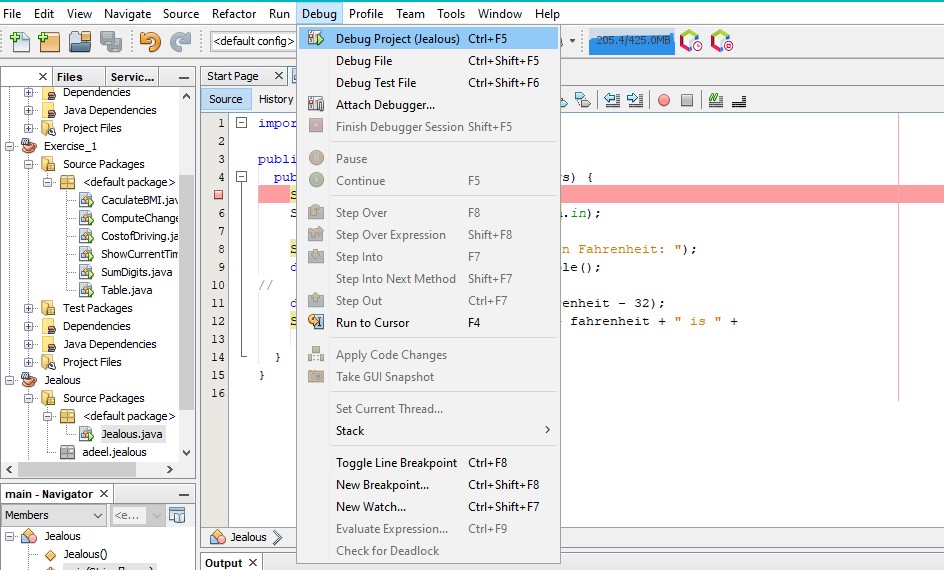 File Edit View Navigate Source Refactor Run Debug Profile Team Tools Window Help
<default config>
205.4/425.0MB
Files Servic...
Dependencies
Java Dependencies
Project Files
Exercise_1
Source Packages
<default package>
CaculateBMI.jav
ComputeChange
CostofDriving.ja
ShowCurrentTim
SumDigits.java
Table.java
Test Packages
Dependencies
Java Dependencies
Project Files
Jealous
Source Packages
<default package>
Jealous.java
adeel.jealous
main - Navigator
Members <e...
Jealous
Jealous()
Start Page
Source History
1 impor
2
3 publi
4 pub s) {
S
6 S .in);
7
8 S n Fahrenheit: ");
9 d ble();
10 //
11 d enheit - 32);
12 S fahrenheit + " is " +
13
14 }
15 }
16
Jealous
Output
Debug Project (Jealous) Ctrl+F5
Debug File Ctrl+Shift+F5
Debug Test File Ctrl+Shift+F6
Attach Debugger...
Finish Debugger Session Shift+F5
Pause
Continue F5
Step Over F8
Step Over Expression Shift+F8
Step Into F7
Step Into Next Method Shift+F7
Step Out Ctrl+F7
Run to Cursor F4
Apply Code Changes
Take GUI Snapshot
Set Current Thread...
Stack
Toggle Line Breakpoint Ctrl+F8
New Breakpoint... Ctrl+Shift+F8
New Watch... Ctrl+Shift+F7
Evaluate Expression... Ctrl+F9
Check for Deadlock